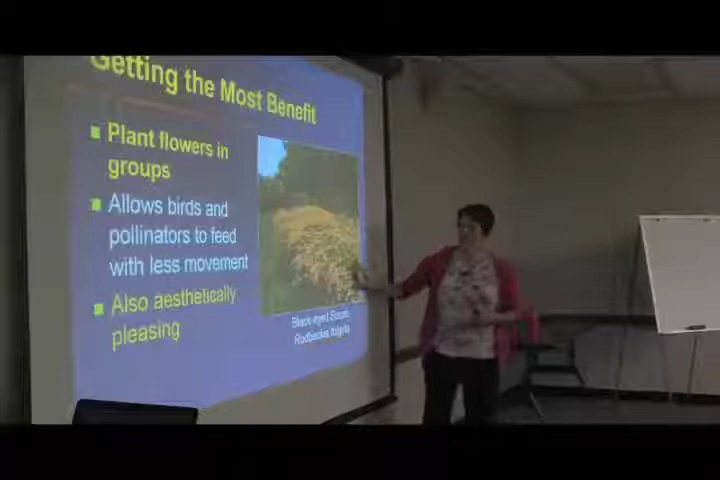 Getting the Most Benefit
Plant flowers in
groups
Allows birds and
pollinators to feed
with less movement
Also aesthetically
pleasing
Black-eyed Susan,
Rudbeckia fulgida